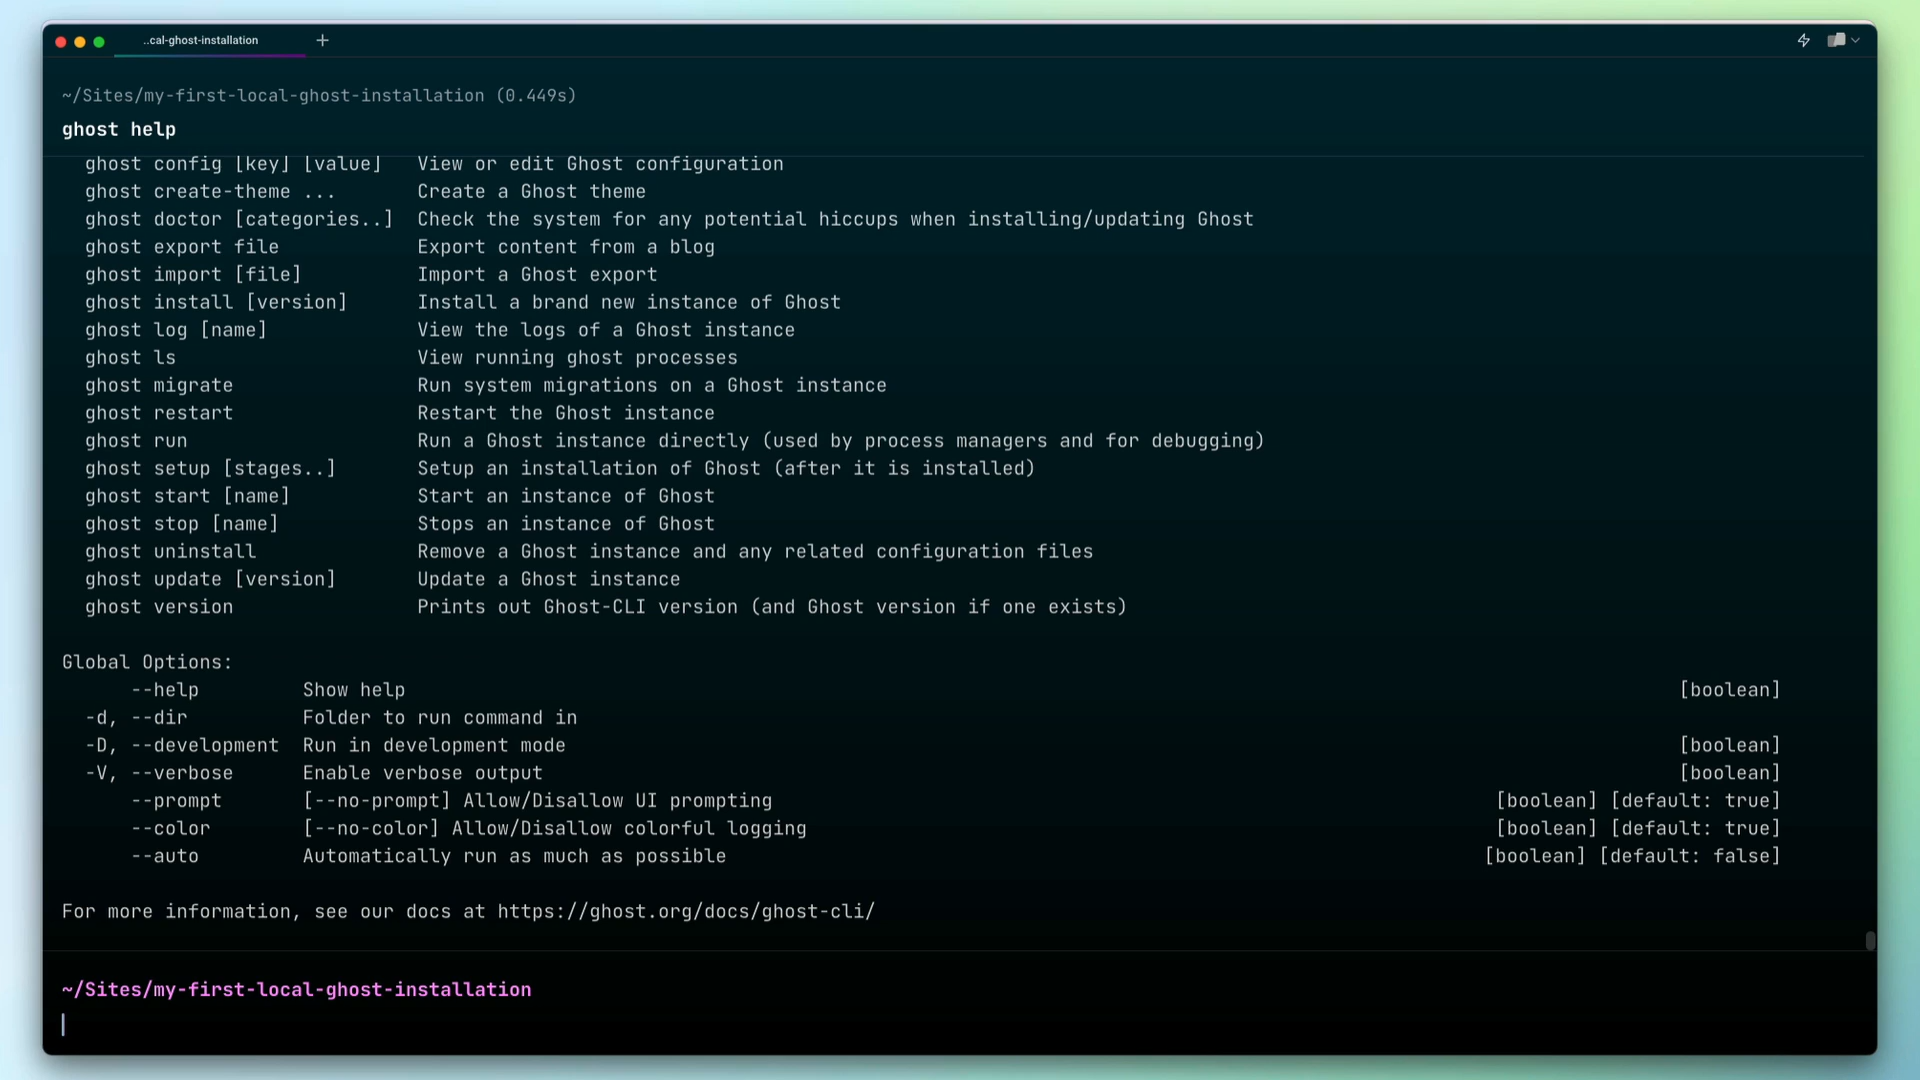 ..cal-ghost-installation
~/Sites/my-first-local-ghost-installation (0.449s)
ghost help
ghost config [key] [value]   View or edit Ghost configuration
ghost create-theme ...       Create a Ghost theme
ghost doctor [categories..]  Check the system for any potential hiccups when installing/updating Ghost
ghost export file            Export content from a blog
ghost import [file]          Import a Ghost export
ghost install [version]      Install a brand new instance of Ghost
ghost log [name]             View the logs of a Ghost instance
ghost ls                     View running ghost processes
ghost migrate                Run system migrations on a Ghost instance
ghost restart                Restart the Ghost instance
ghost run                    Run a Ghost instance directly (used by process managers and for debugging)
ghost setup [stages..]       Setup an installation of Ghost (after it is installed)
ghost start [name]           Start an instance of Ghost
ghost stop [name]            Stops an instance of Ghost
ghost uninstall              Remove a Ghost instance and any related configuration files
ghost update [version]       Update a Ghost instance
ghost version                Prints out Ghost-CLI version (and Ghost version if one exists)
Global Options:
--help         Show help  [boolean]
-d, --dir          Folder to run command in
-D, --development  Run in development mode  [boolean]
-V, --verbose      Enable verbose output  [boolean]
--prompt       [--no-prompt] Allow/Disallow UI prompting  [boolean] [default: true]
--color        [--no-color] Allow/Disallow colorful logging  [boolean] [default: true]
--auto         Automatically run as much as possible  [boolean] [default: false]
For more information, see our docs at https://ghost.org/docs/ghost-cli/
~/Sites/my-first-local-ghost-installation